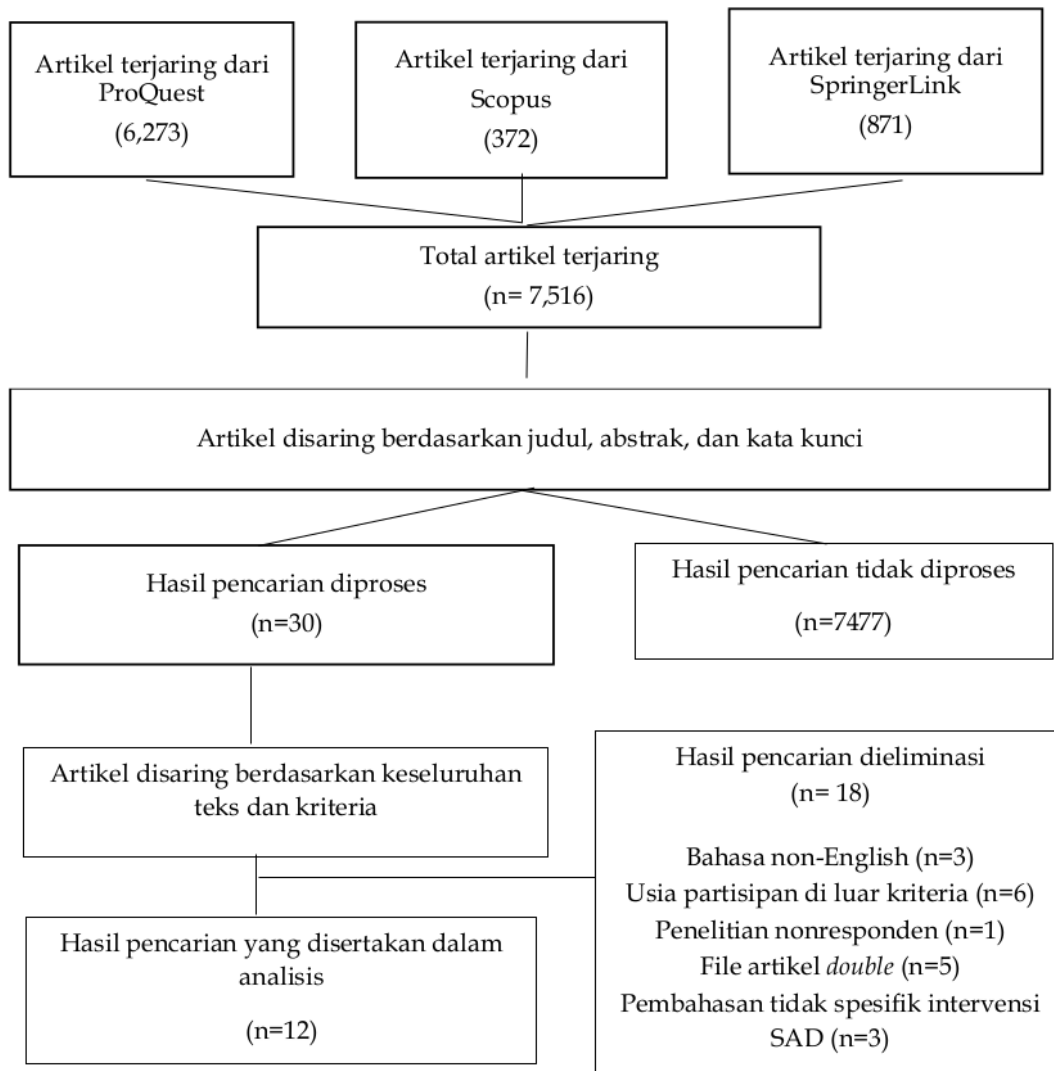 Artikel terjaring dari
ProQuest
(6,273)
Artikel terjaring dari
Scopus
(372)
Artikel terjaring dari
SpringerLink
(871)
Total artikel terjaring
(n= 7,516)
Artikel disaring berdasarkan judul, abstrak, dan kata kunci
Hasil pencarian diproses
(n=30)
Hasil pencarian tidak diproses
(n=7477)
Artikel disaring berdasarkan keseluruhan
teks dan kriteria
Hasil pencarian dieliminasi
(n= 18)
Bahasa non-English (n=3)
Usia partisipan di luar kriteria (n=6)
Penelitian nonresponden (n=1)
File artikel double (n=5)
Pembahasan tidak spesifik intervensi
SAD (n=3)
Hasil pencarian yang disertakan dalam
analisis
(n=12)